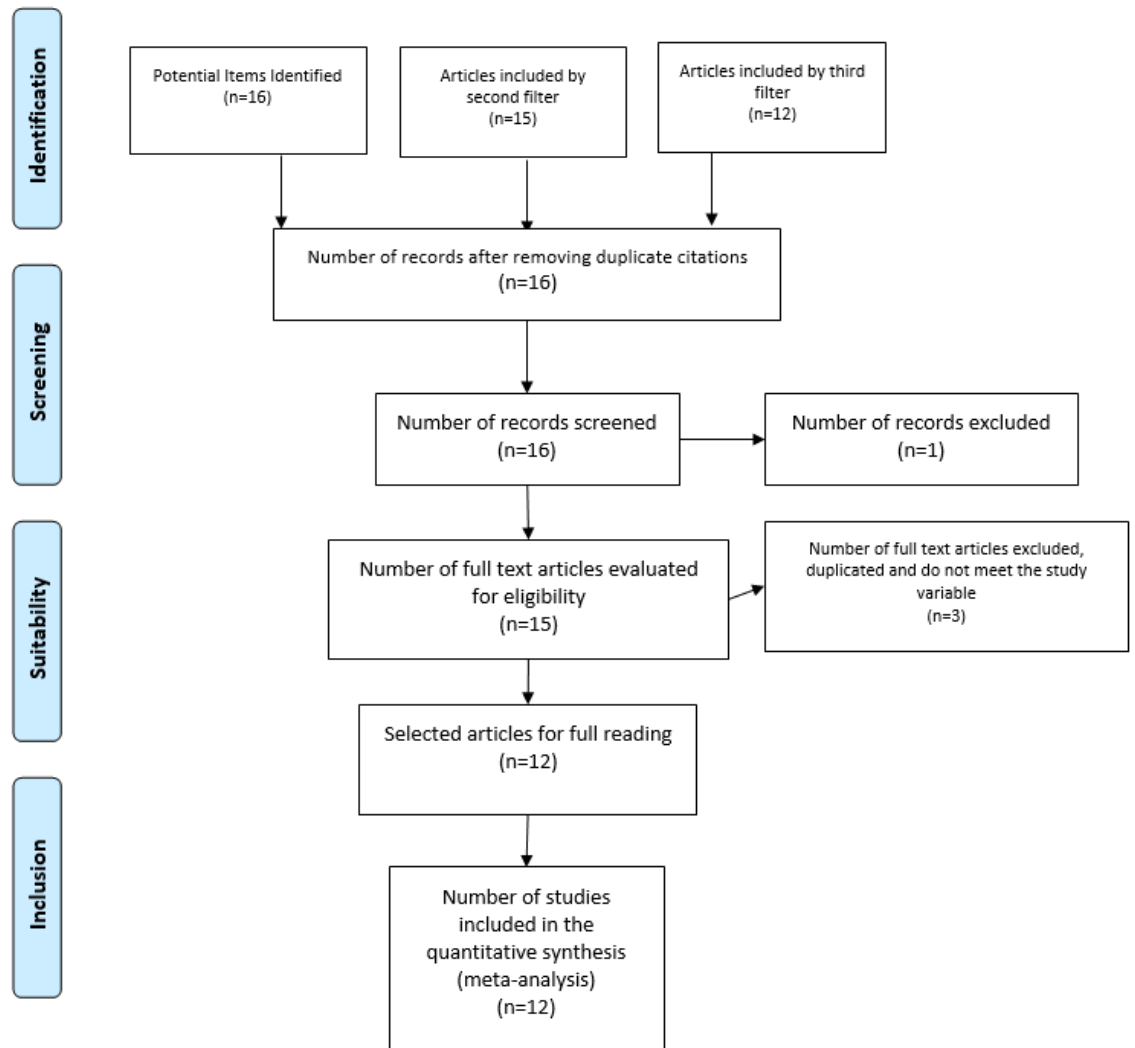 Identification
Potential Items Identified
(n=16)
Articles included by
second filter
(n=15)
Articles included by third
filter
(n=12)
Number of records after removing duplicate citations
(n=16)
Screening
Number of records screened
(n=16)
Number of records excluded
(n=1)
Suitability
Number of full text articles evaluated
for eligibility
(n=15)
Number of full text articles excluded,
duplicated and do not meet the study
variable
(n=3)
Selected articles for full reading
(n=12)
Inclusion
Number of studies
included in the
quantitative synthesis
(meta-analysis)
(n=12)